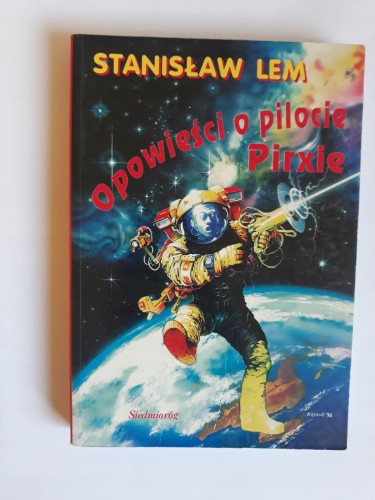 STANISŁAW LEM
Opowieści o pilocie
Pirxie
Siedmioróg